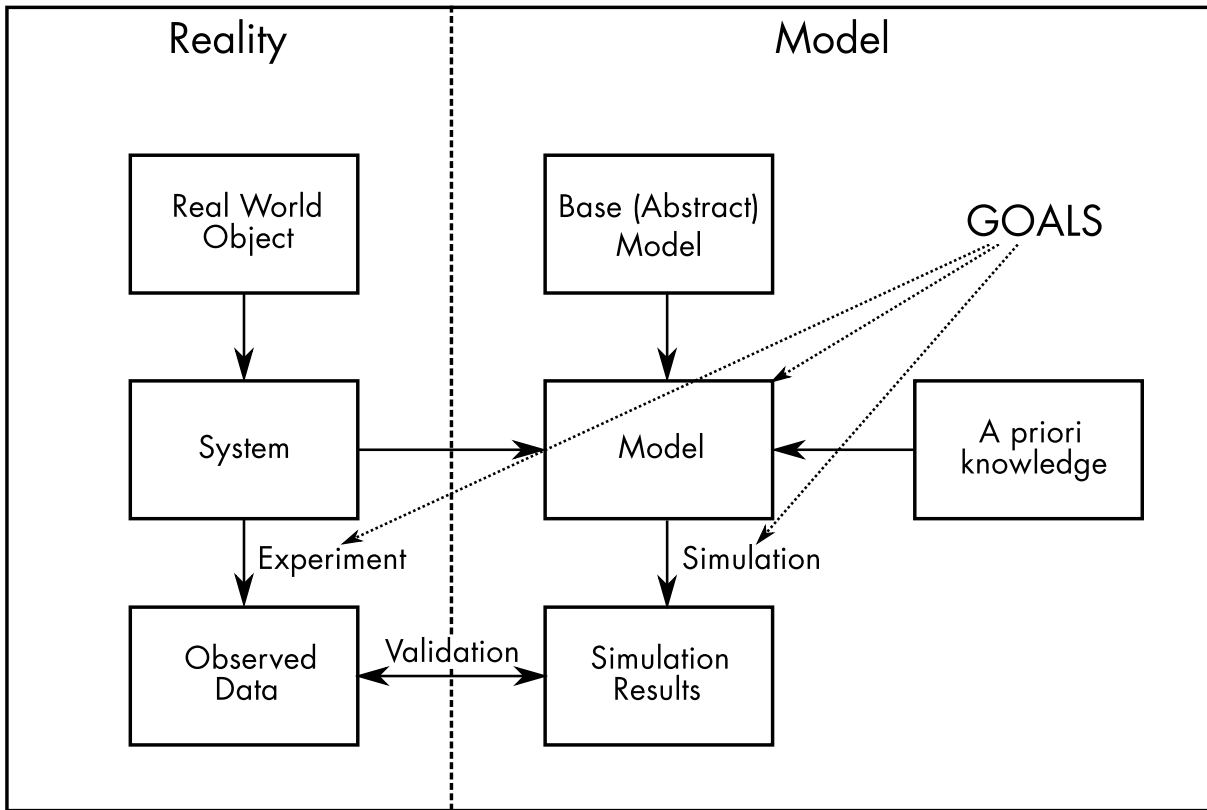 Reality
Model
Real World
Object
Base (Abstract)
Model
GOALS
System
Model
A priori
knowledge
Experiment
Simulation
Observed
Data
Validation
Simulation
Results